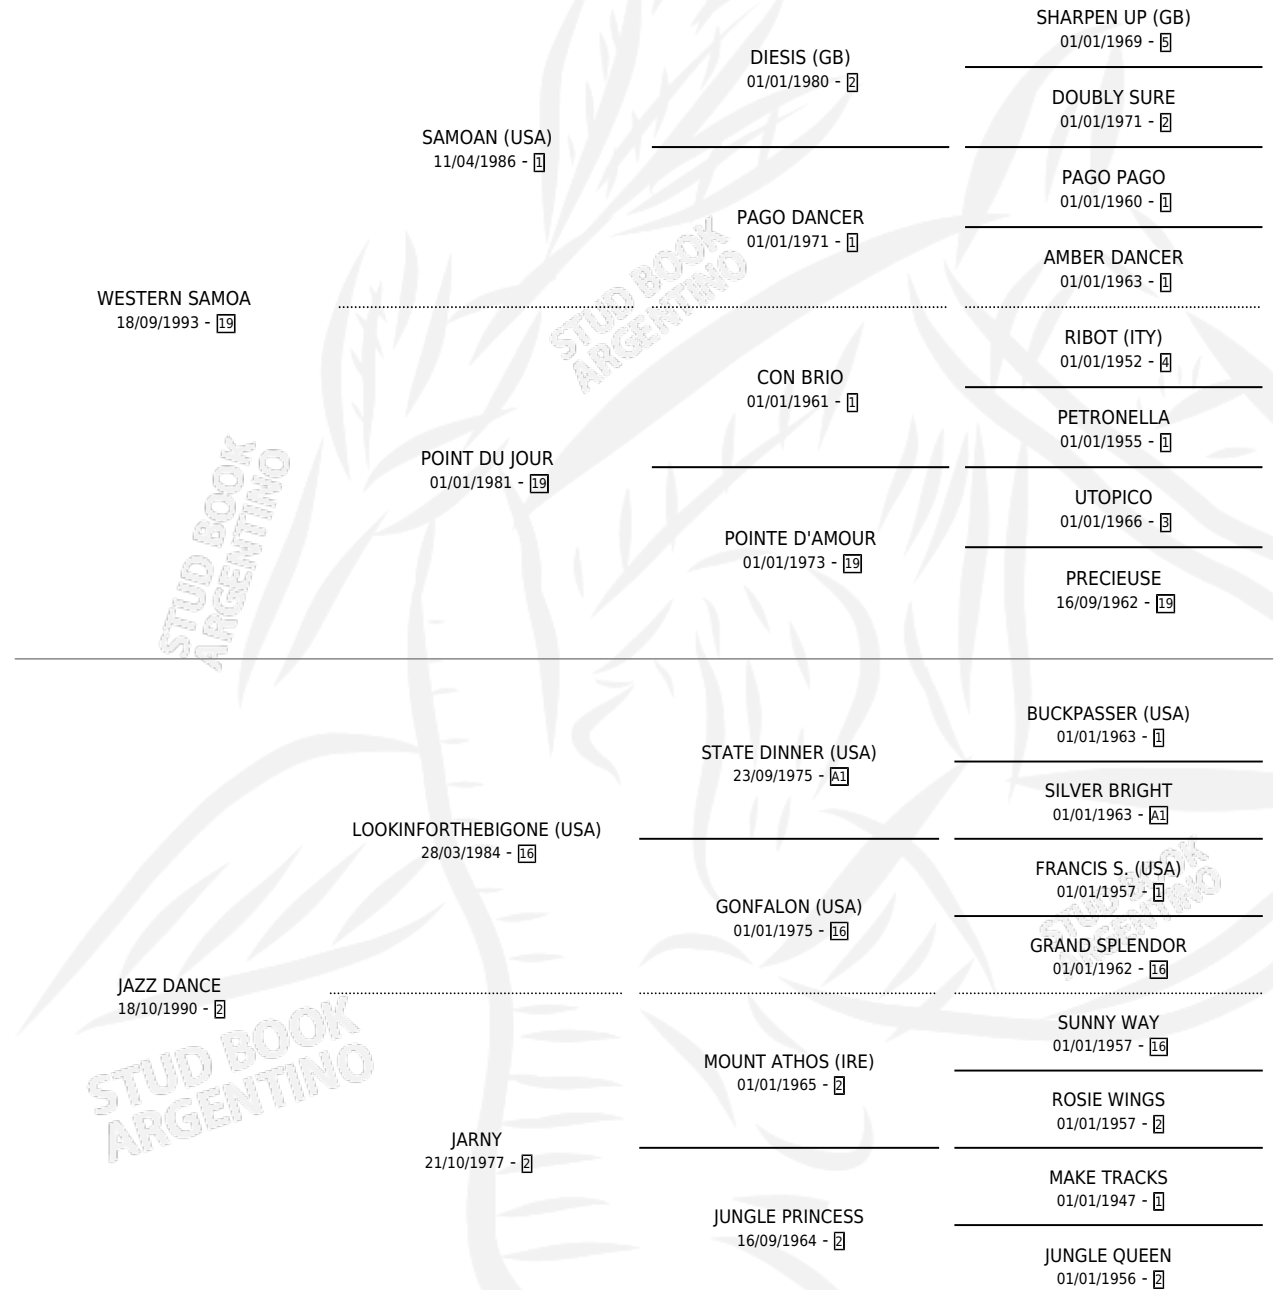 SHARPEN UP (GB)
01/01/1969 - 5
DIESIS (GB)
01/01/1980 - 2
DOUBLY SURE
01/01/1971 - 2
SAMOAN (USA)
11/04/1986 - 1
PAGO PAGO
01/01/1960 - 1
PAGO DANCER
01/01/1971 - 1
AMBER DANCER
01/01/1963 - 1
WESTERN SAMOA
18/09/1993 - 19
STUD BOOK
ARGENTINO
RIBOT (ITY)
01/01/1952 - 4
CON BRIO
01/01/1961 - 1
PETRONELLA
01/01/1955 - 1
POINT DU JOUR
01/01/1981 - 19
UTOPICO
01/01/1966 - 3
POINTE D'AMOUR
01/01/1973 - 19
PRECIEUSE
16/09/1962 - 19
STUD BOOK
ARGENTINO
BUCKPASSER (USA)
01/01/1963 - 1
STATE DINNER (USA)
23/09/1975 - A1
SILVER BRIGHT
01/01/1963 - A1
LOOKINFORTHEBIGONE (USA)
28/03/1984 - 16
FRANCIS S. (USA)
01/01/1957 - 1
GONFALON (USA)
01/01/1975 - 16
STUD BOOK
ARGENTINO
GRAND SPLENDOR
01/01/1962 - 16
JAZZ DANCE
18/10/1990 - 2
SUNNY WAY
01/01/1957 - 16
STUD BOOK
ARGENTINO
MOUNT ATHOS (IRE)
01/01/1965 - 2
ROSIE WINGS
01/01/1957 - 2
JARNY
21/10/1977 - 2
MAKE TRACKS
01/01/1947 - 1
JUNGLE PRINCESS
16/09/1964 - 2
JUNGLE QUEEN
01/01/1956 - 2